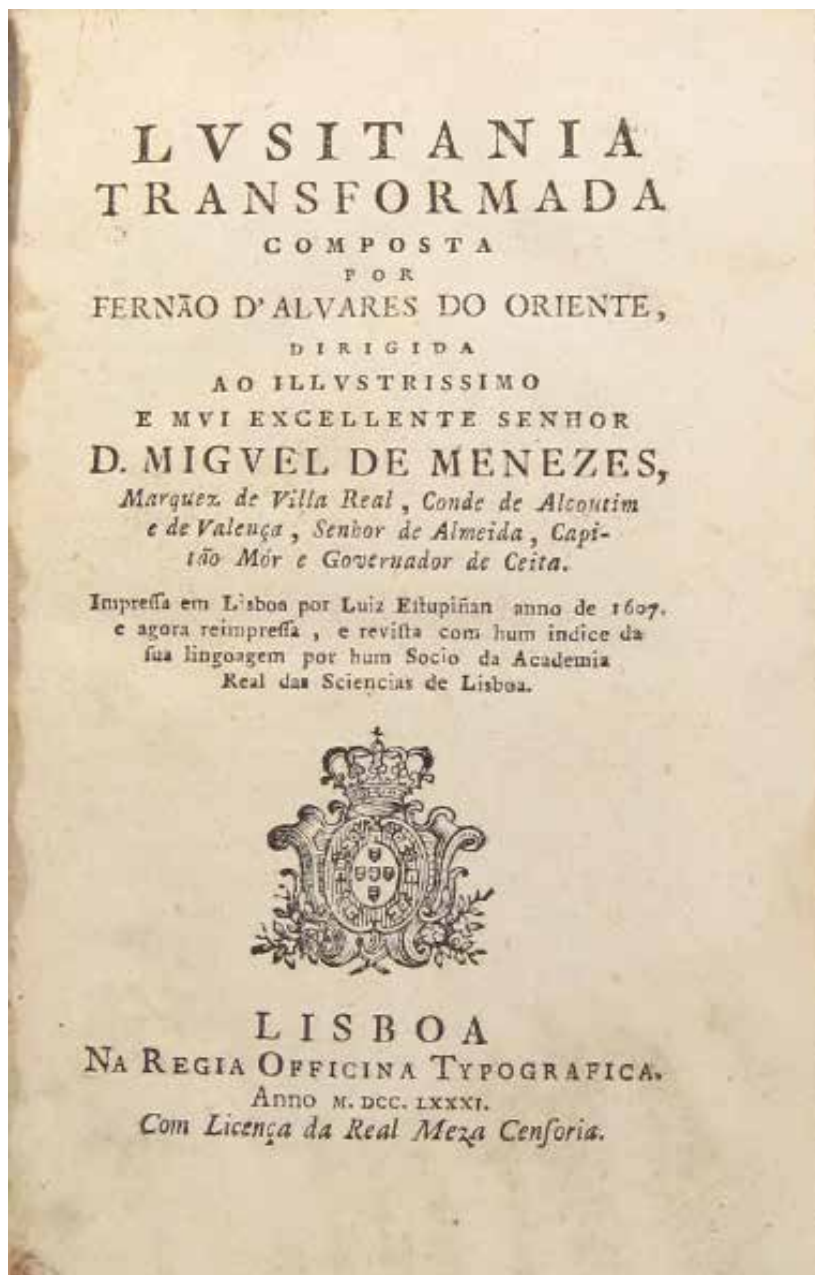 LVSITANIA
TRANSFORMADA
COMPOSTA
POR
FERNÃO D'ALVARES DO ORIENTE,
DIRIGIDA
AO ILLVSTRISSIMO
E MVI EXCELLENTE SENHOR
D. MIGVEL DE MENEZES,
Marquez de Villa Real, Conde de Alcoutim
e de Valença, Senhor de Almeida, Capi-
tão Mór e Governador de Ceita.
Impreſſa em Lisboa por Luiz Eſtupiñan anno de 1607.
e agora reimpreſſa, e reviſta com hum indice da
ſua lingoagem por hum Socio da Academia
Real das Sciencias de Lisboa.
LISBOA
NA REGIA OFFICINA TYPOGRAFICA.
Anno M. DCC. LXXXI.
Com Licença da Real Meza Cenſoria.